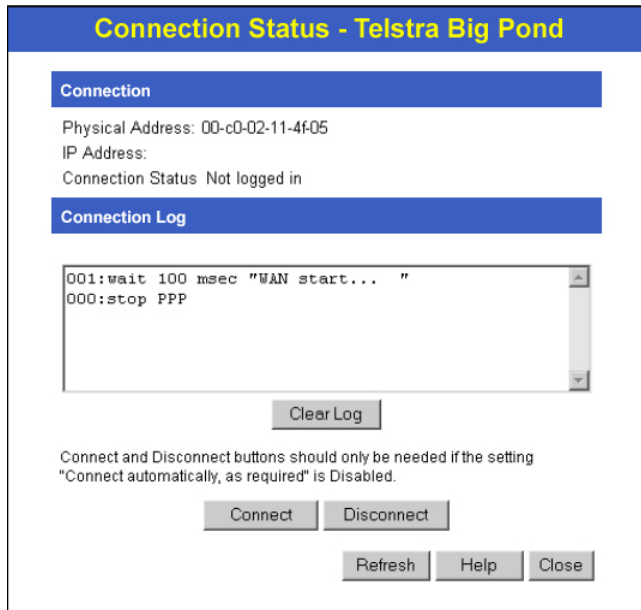 Connection Status - Telstra Big Pond
Connection
Physical Address: 00-c0-02-11-4f-05
IP Address:
Connection Status Not logged in
Connection Log
001:wait 100 msec "WAN start... "
000:stop PPP
Clear Log
Connect and Disconnect buttons should only be needed if the setting
"Connect automatically, as required" is Disabled.
Connect Disconnect
Refresh Help Close